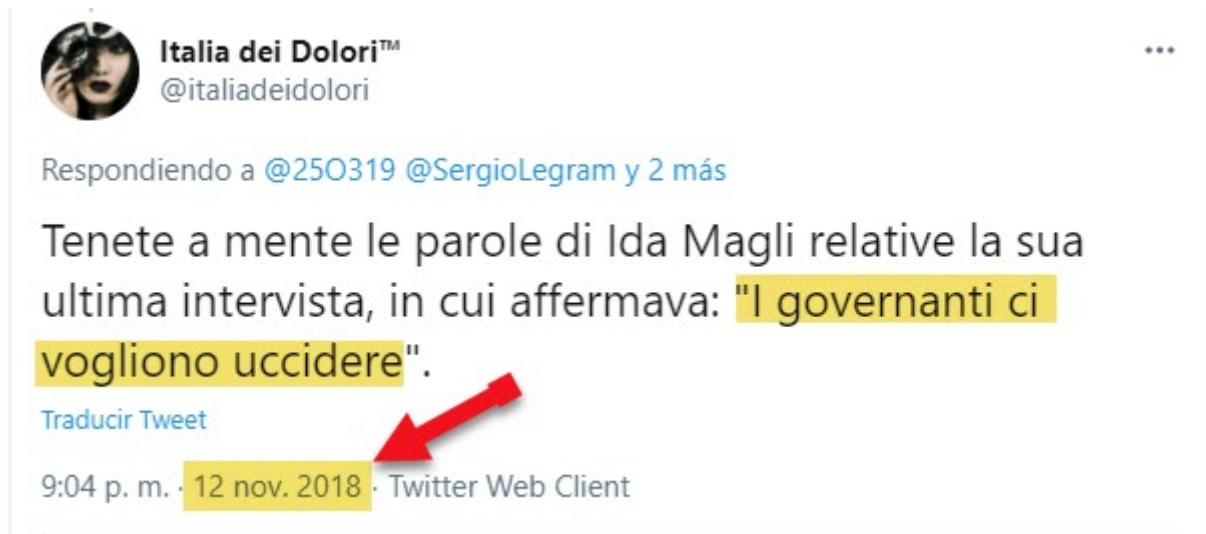 Italia dei Dolori™
@italiadeidolori
Respondiendo a @25O319 @SergioLegram y 2 más
Tenete a mente le parole di Ida Magli relative la sua
ultima intervista, in cui affermava: "I governanti ci
vogliono uccidere".
Traducir Tweet
9:04 p. m. · 12 nov. 2018 · Twitter Web Client